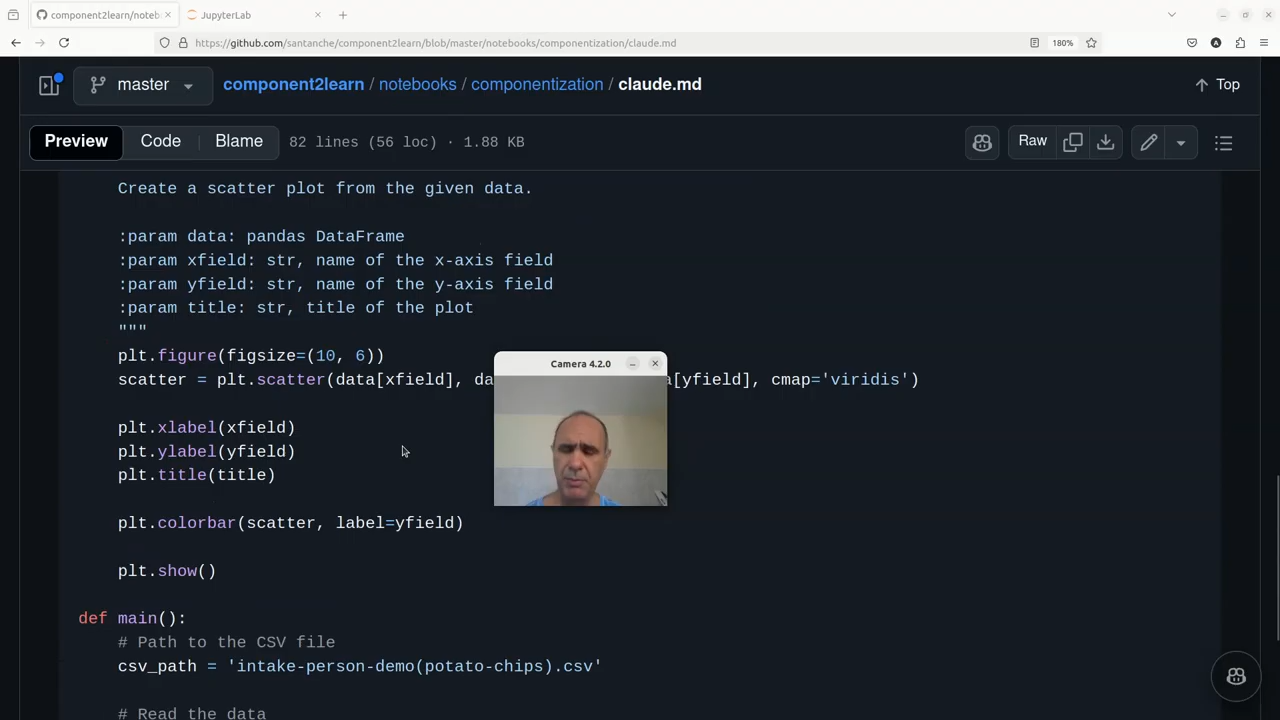 component2learn/noteb
JupyterLab
https://github.com/santanche/component2learn/blob/master/notebooks/componentization/claude.md
180%
master
component2learn / notebooks / componentization / claude.md
Top
Preview
Code
Blame
82 lines (56 loc) · 1.88 KB
Raw
Create a scatter plot from the given data.
:param data: pandas DataFrame
:param xfield: str, name of the x-axis field
:param yfield: str, name of the y-axis field
:param title: str, title of the plot
"""
plt.figure(figsize=(10, 6))
Camera 4.2.0
scatter = plt.scatter(data[xfield], da a[yfield], cmap='viridis')
plt.xlabel(xfield)
plt.ylabel(yfield)
plt.title(title)
plt.colorbar(scatter, label=yfield)
plt.show()
def main():
# Path to the CSV file
csv_path = 'intake-person-demo(potato-chips).csv'
# Read the data